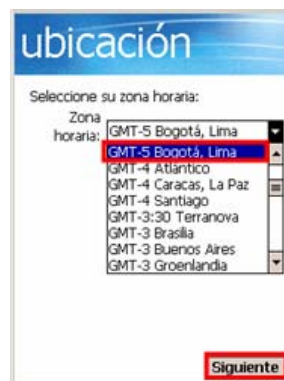 ubicación
Seleccione su zona horaria:
Zona
horaria: GMT-5 Bogotá, Lima
GMT-5 Bogotá, Lima
GMT-4 Atlántico
GMT-4 Caracas, La Paz
GMT-4 Santiago
GMT-3:30 Terranova
GMT-3 Brasilia
GMT-3 Buenos Aires
GMT-3 Groenlandia
Siguiente